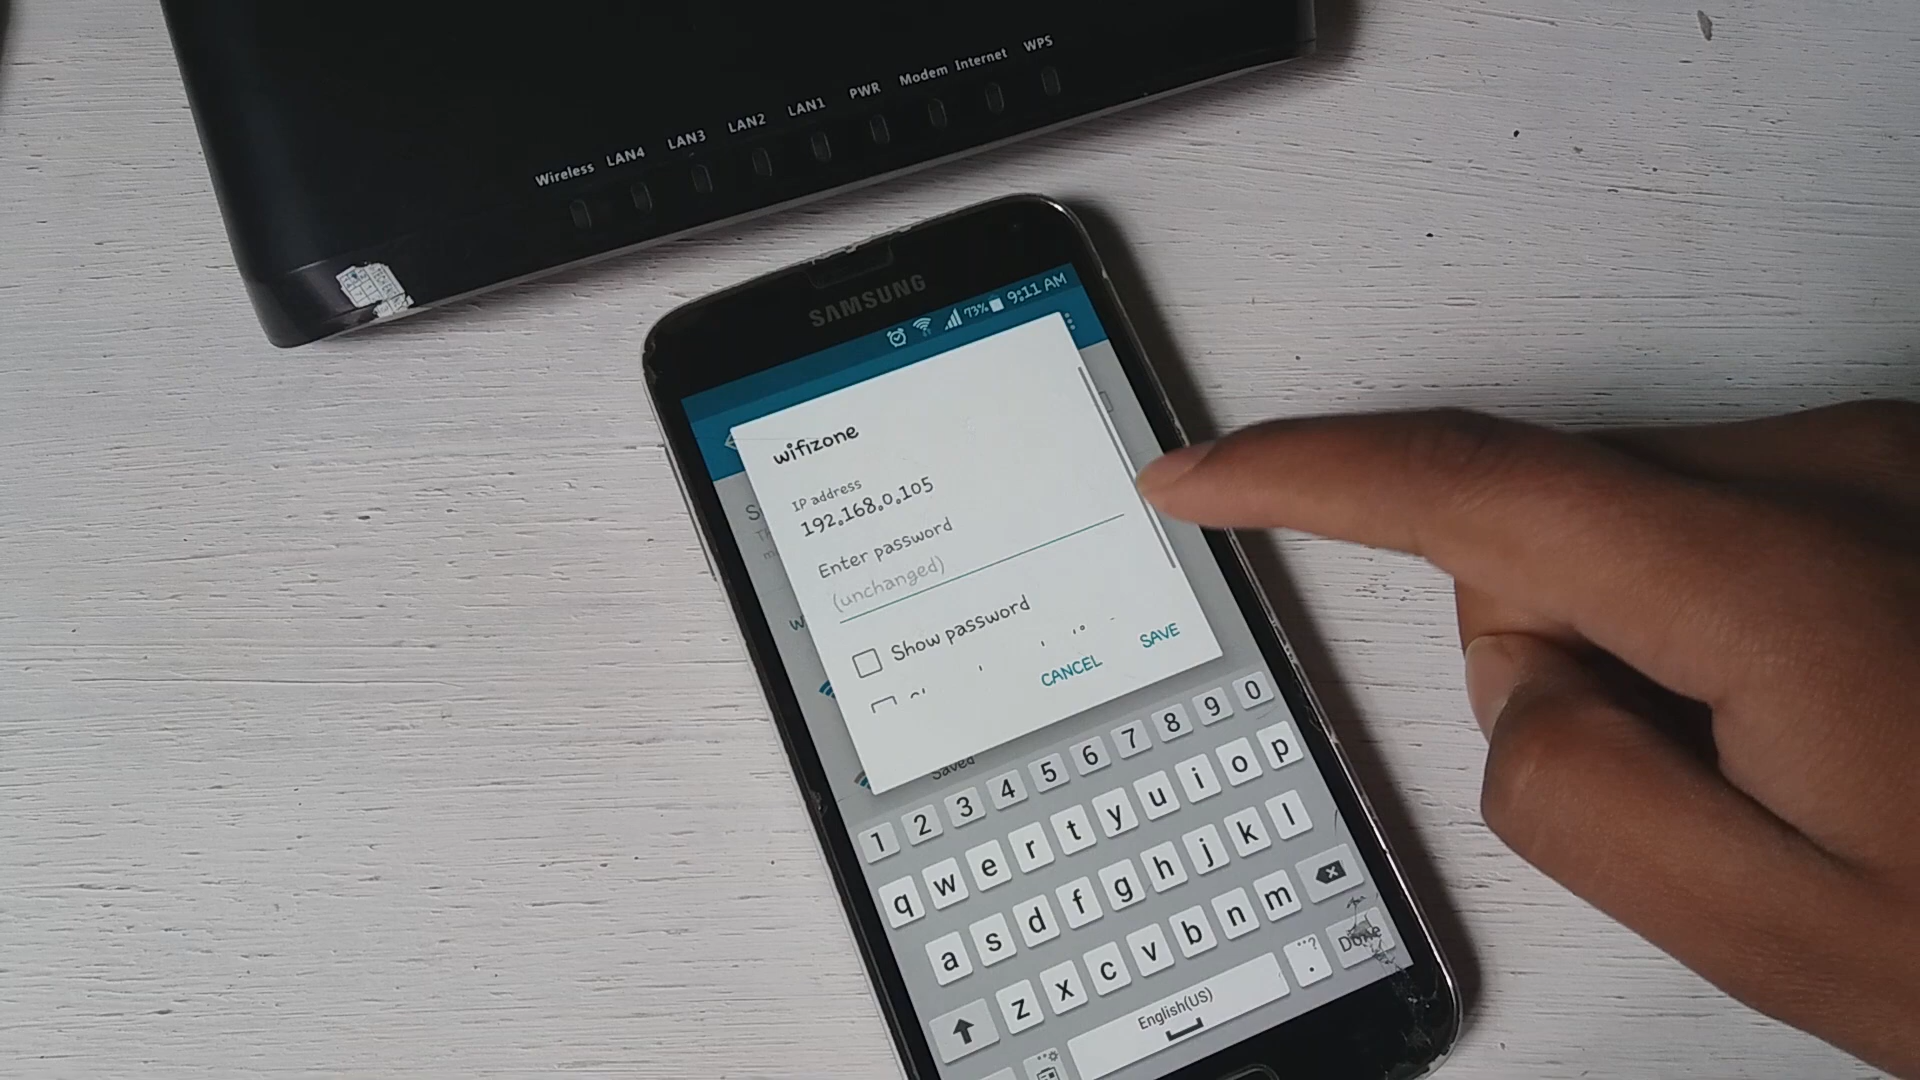 Wireless LAN4 LAN3 LAN2 LAN1 PWR Modem Internet WPS
SAMSUNG
73% 9:11 AM
wifizone
IP address
192.168.0.105
Enter password
(unchanged)
Show password
CANCEL SAVE
Saved
1 2 3 4 5 6 7 8 9 0
q w e r t y u i o p
a s d f g h j k l
z x c v b n m
English(US) . Done